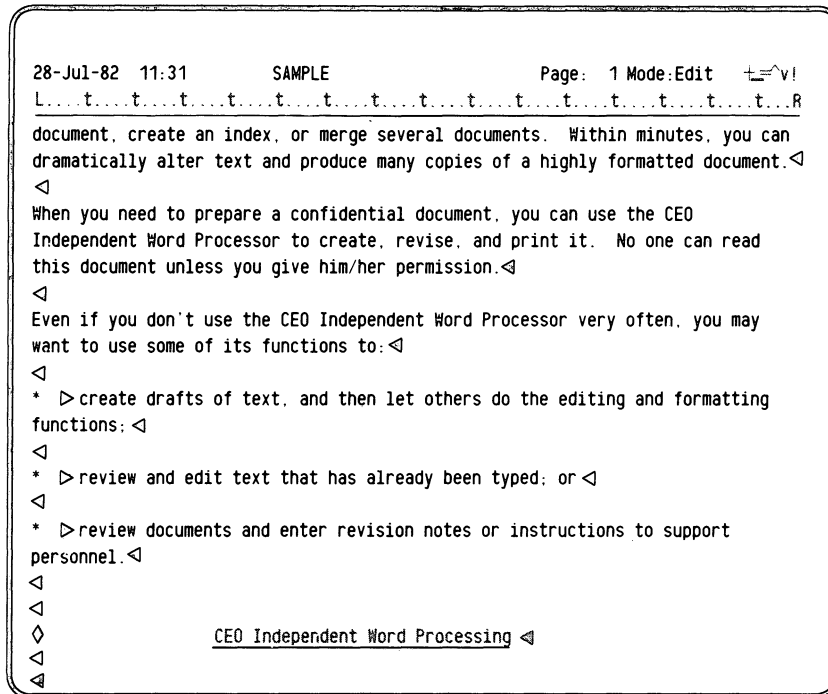 28-Jul-82 11:31 SAMPLE Page: 1 Mode:Edit +=^v!
L....t....t....t....t....t....t....t....t....t....t....t....t....t....t....t...R
document, create an index, or merge several documents. Within minutes, you can
dramatically alter text and produce many copies of a highly formatted document.◁
◁
When you need to prepare a confidential document, you can use the CEO
Independent Word Processor to create, revise, and print it. No one can read
this document unless you give him/her permission.◁
◁
Even if you don't use the CEO Independent Word Processor very often, you may
want to use some of its functions to:◁
◁
* ▷create drafts of text, and then let others do the editing and formatting
functions; ◁
◁
* ▷review and edit text that has already been typed; or◁
◁
* ▷review documents and enter revision notes or instructions to support
personnel.◁
◁
◁
◊ CEO Independent Word Processing ◁
◁
◁